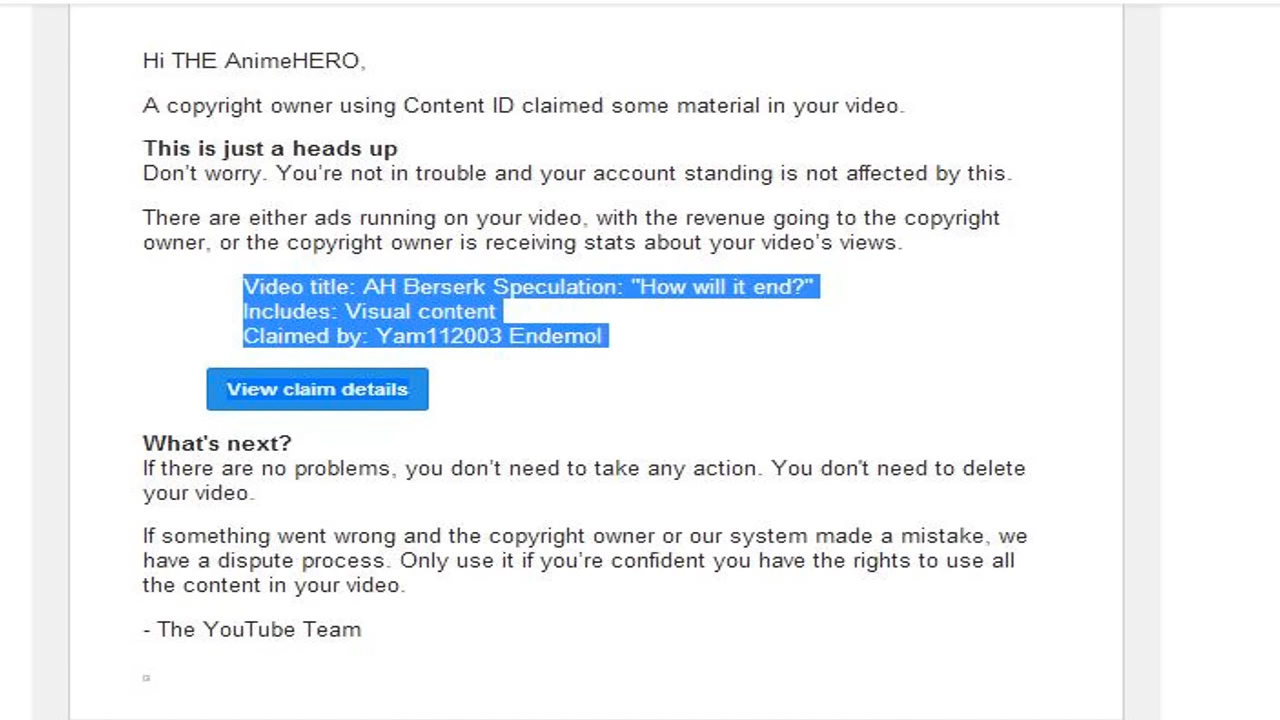 Hi THE AnimeHERO,
A copyright owner using Content ID claimed some material in your video.
This is just a heads up
Don't worry. You're not in trouble and your account standing is not affected by this.
There are either ads running on your video, with the revenue going to the copyright
owner, or the copyright owner is receiving stats about your video's views.
Video title: AH Berserk Speculation: "How will it end?"
Includes: Visual content
Claimed by: Yam112003 Endemol
View claim details
What's next?
If there are no problems, you don't need to take any action. You don't need to delete
your video.
If something went wrong and the copyright owner or our system made a mistake, we
have a dispute process. Only use it if you're confident you have the rights to use all
the content in your video.
- The YouTube Team